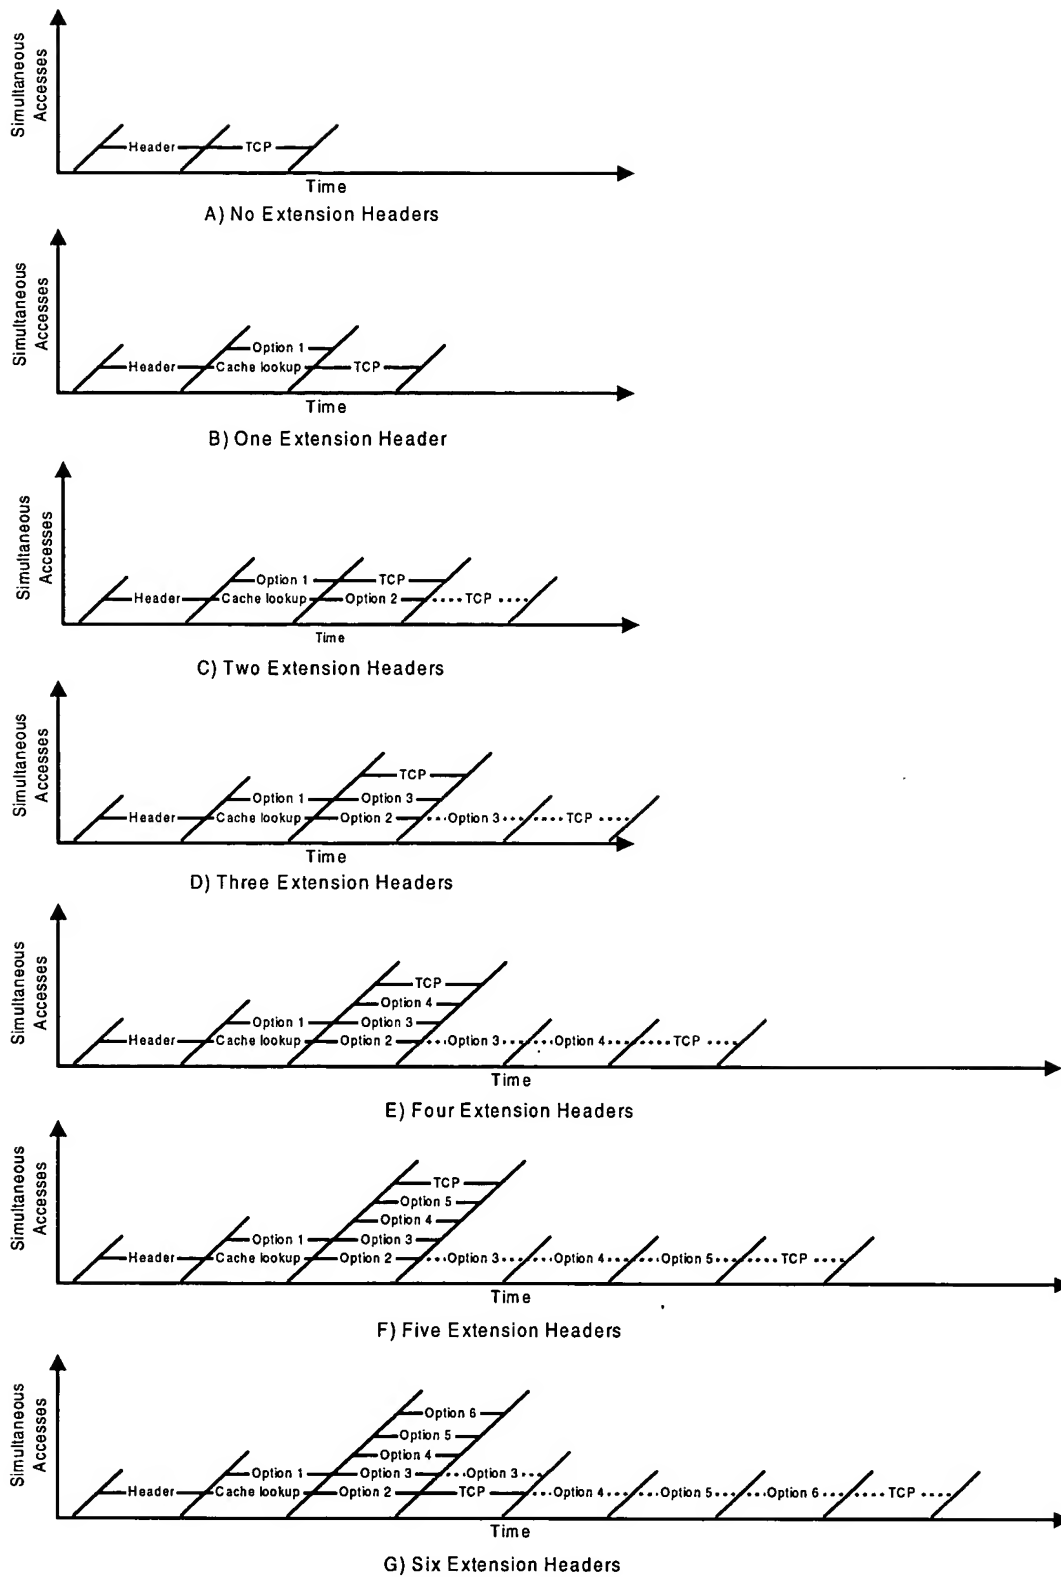 Simultaneous
Accesses
Header
TCP
Time
A) No Extension Headers
Simultaneous
Accesses
Option 1
Header
Cache lookup
TCP
Time
B) One Extension Header
Simultaneous
Accesses
Option 1
TCP
Header
Cache lookup
Option 2
TCP
Time
C) Two Extension Headers
Simultaneous
Accesses
TCP
Option 1
Option 3
Header
Cache lookup
Option 2
Option 3
TCP
Time
D) Three Extension Headers
Simultaneous
Accesses
TCP
Option 4
Option 1
Option 3
Header
Cache lookup
Option 2
Option 3
Option 4
TCP
Time
E) Four Extension Headers
Simultaneous
Accesses
TCP
Option 5
Option 4
Option 1
Option 3
Header
Cache lookup
Option 2
Option 3
Option 4
Option 5
TCP
Time
F) Five Extension Headers
Simultaneous
Accesses
Option 6
Option 5
Option 4
Option 1
Option 3
Option 3
Header
Cache lookup
Option 2
TCP
Option 4
Option 5
Option 6
TCP
Time
G) Six Extension Headers